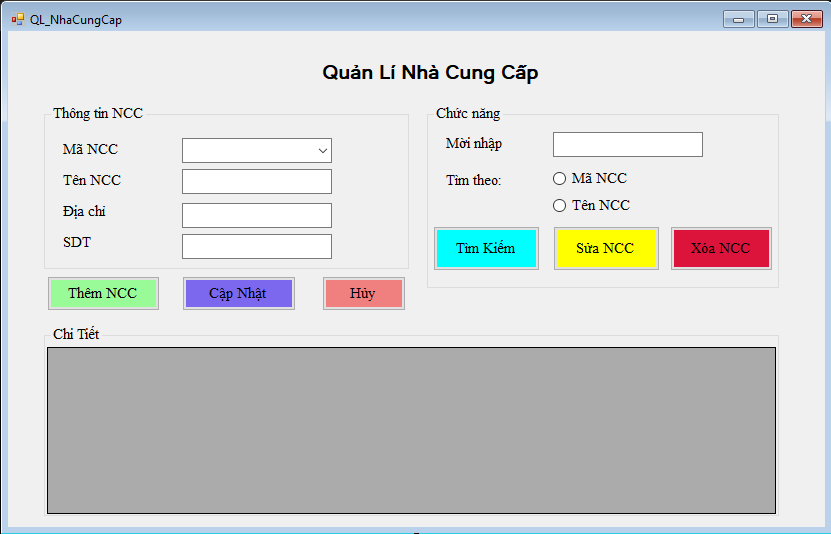 QL_NhaCungCap
Quản Lí Nhà Cung Cấp
Thông tin NCC
Mã NCC
Tên NCC
Địa chỉ
SDT
Thêm NCC
Cập Nhật
Hủy
Chức năng
Mời nhập
Tìm theo:
Mã NCC
Tên NCC
Tìm Kiếm
Sửa NCC
Xóa NCC
Chi Tiết